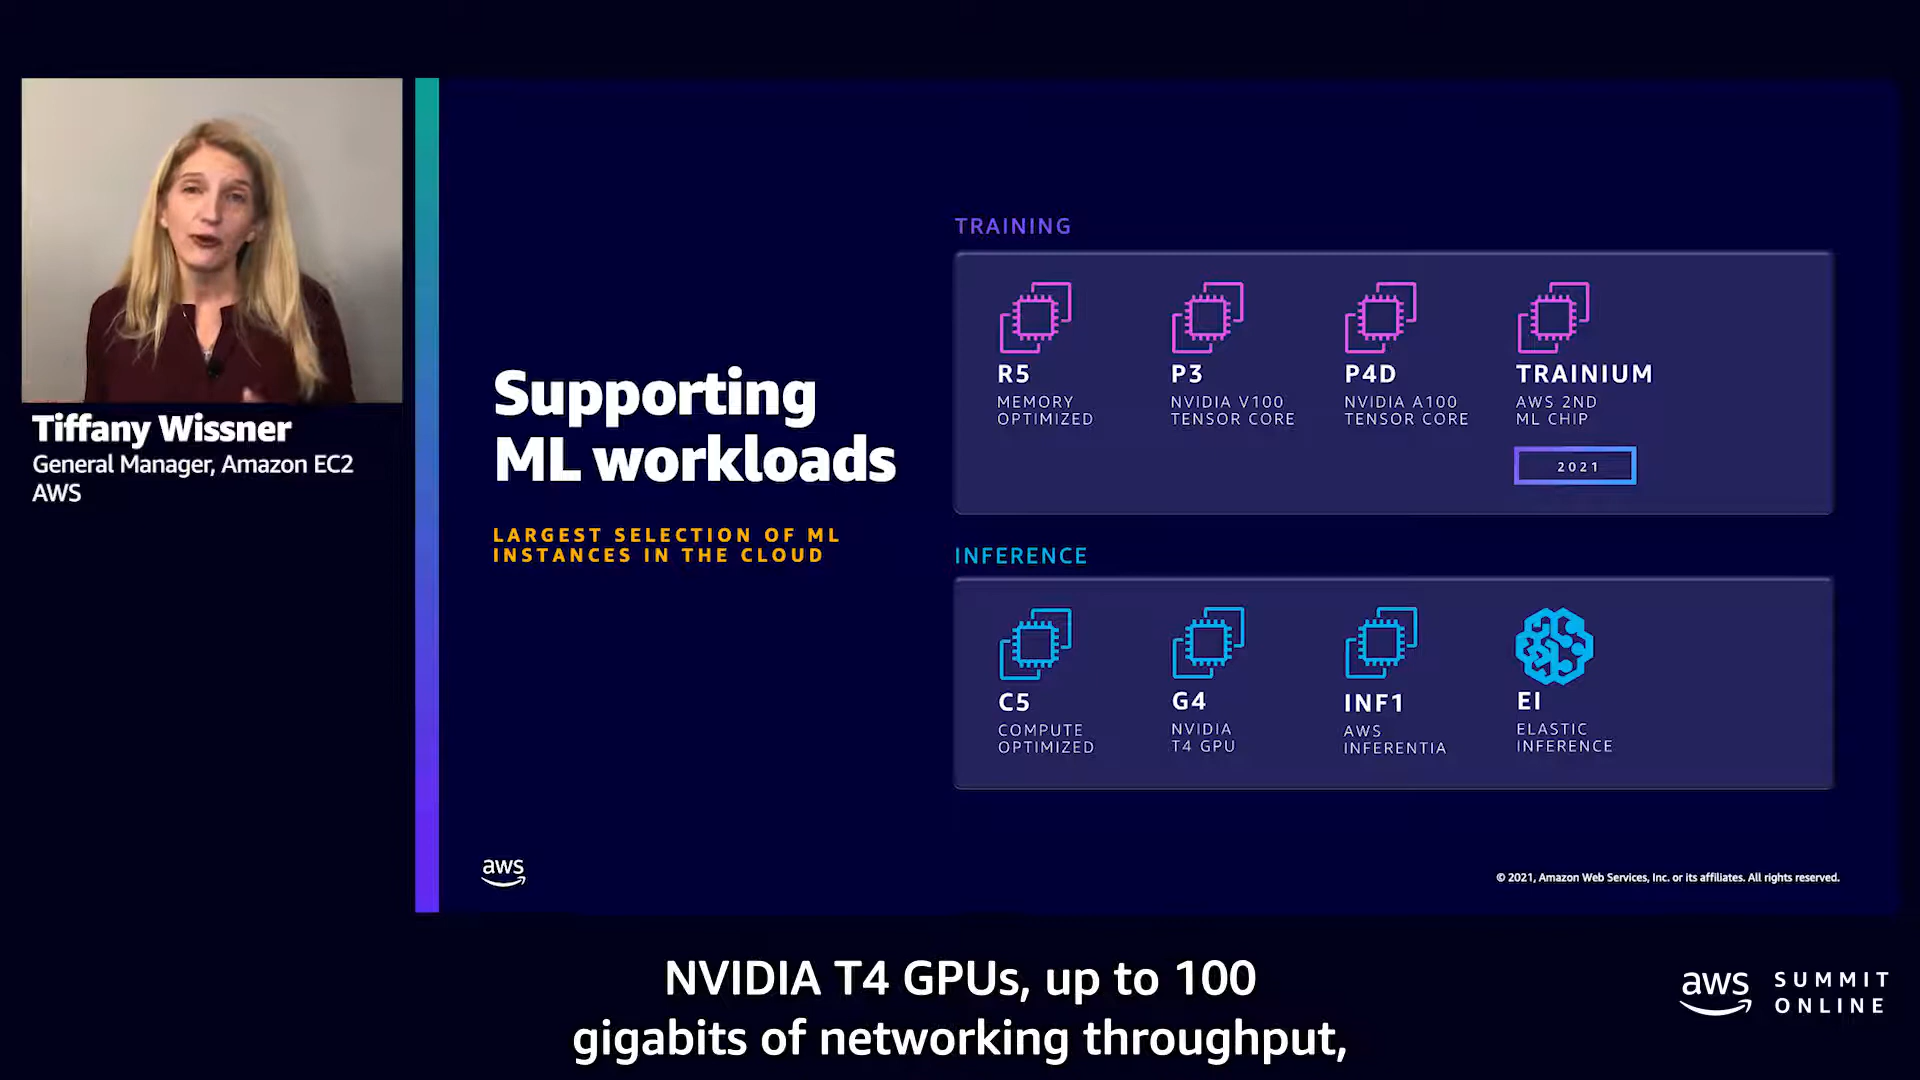 Tiffany Wissner
General Manager, Amazon EC2
AWS
Supporting
ML workloads
LARGEST SELECTION OF ML
INSTANCES IN THE CLOUD
TRAINING
R5
MEMORY
OPTIMIZED
P3
NVIDIA V100
TENSOR CORE
P4D
NVIDIA A100
TENSOR CORE
TRAINIUM
AWS 2ND
ML CHIP
2021
INFERENCE
C5
COMPUTE
OPTIMIZED
G4
NVIDIA
T4 GPU
INF1
AWS
INFERENTIA
EI
ELASTIC
INFERENCE
aws
© 2021, Amazon Web Services, Inc. or its affiliates. All rights reserved.
NVIDIA T4 GPUs, up to 100
gigabits of networking throughput,
aws
SUMMIT
ONLINE